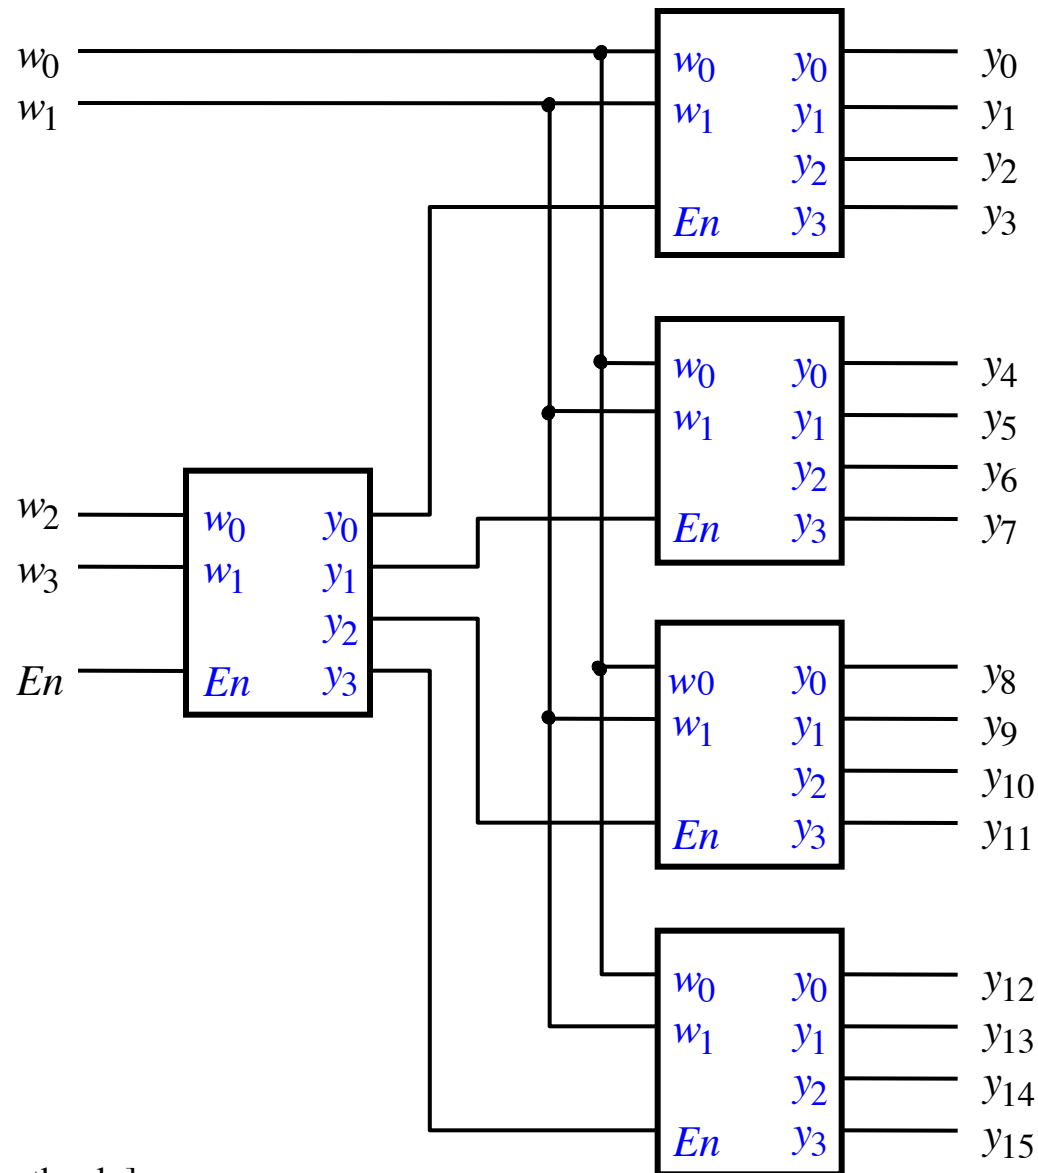 w0 w0 y0 y0
w1 w1 y1 y1
y2 y2
En y3 y3
w0 y0 y4
w1 y1 y5
y2 y6
En y3 y7
w2 w0 y0
w3 w1 y1
y2
En En y3
w0 y0 y8
w1 y1 y9
y2 y10
En y3 y11
w0 y0 y12
w1 y1 y13
y2 y14
En y3 y15